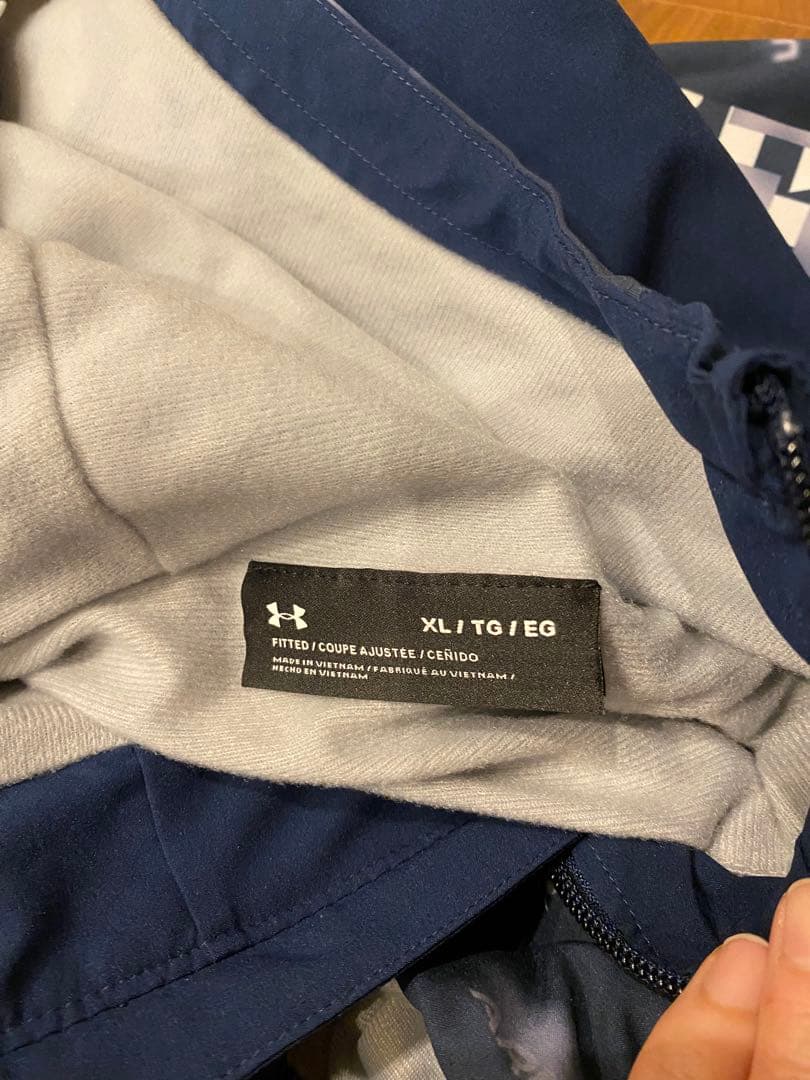 XL / TG / EG
FITTED / COUPE AJUSTÉE / CEÑIDO
MADE IN VIETNAM / FABRIQUÉ AU VIETNAM /
HECHO EN VIETNAM